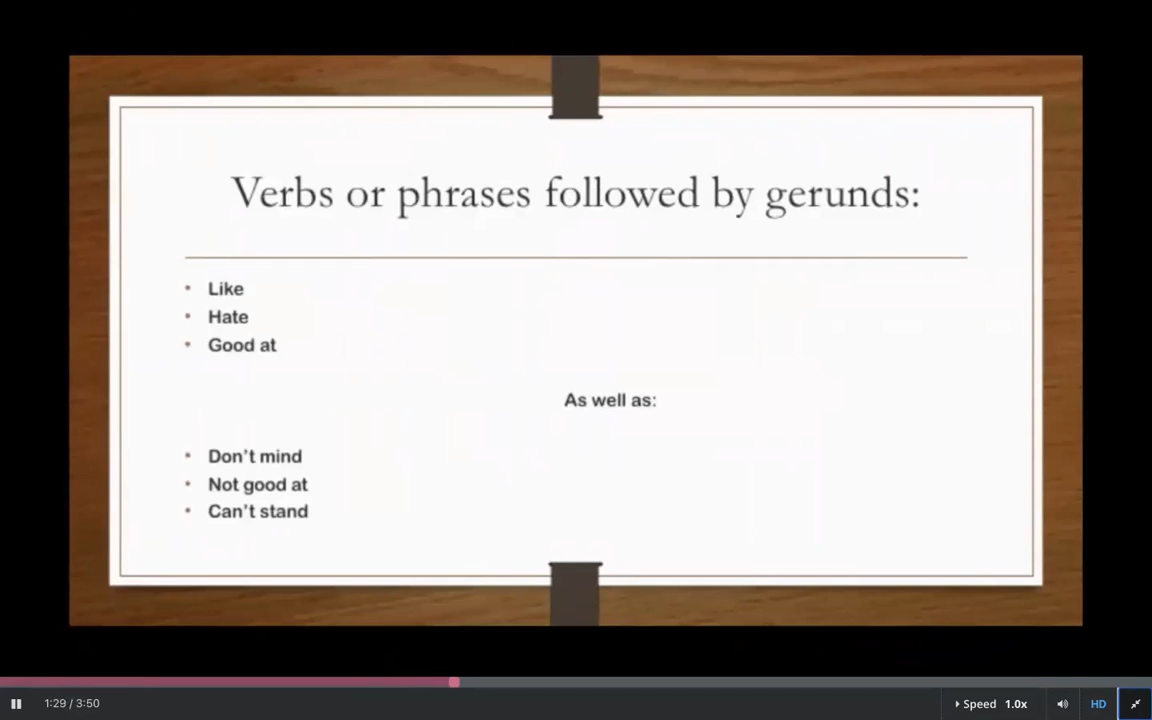 Verbs or phrases followed by gerunds:
• Like
• Hate
• Good at
As well as:
• Don't mind
• Not good at
• Can't stand
1:29 / 3:50
Speed 1.0x
HD